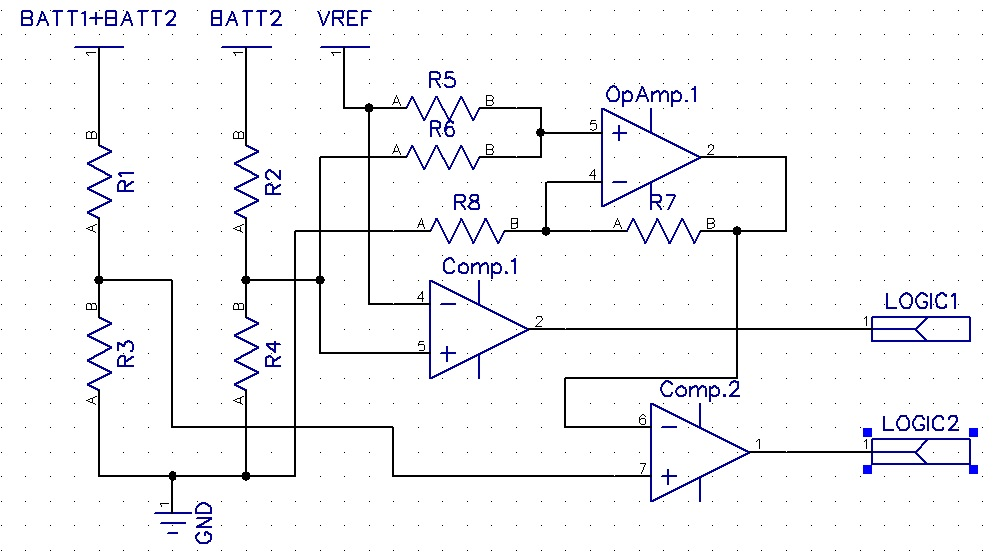 BATT1+BATT2 BATT2 VREF
1 1 1
R5
A B
OpAmp.1
R6
A B
5 +
2
4 −
B R1 A
B R2 A
R8
A B
R7
A B
Comp.1
4 −
2
5 +
LOGIC1
1
B R3 A
B R4 A
Comp.2
6 −
1
7 +
LOGIC2
1
1 GND